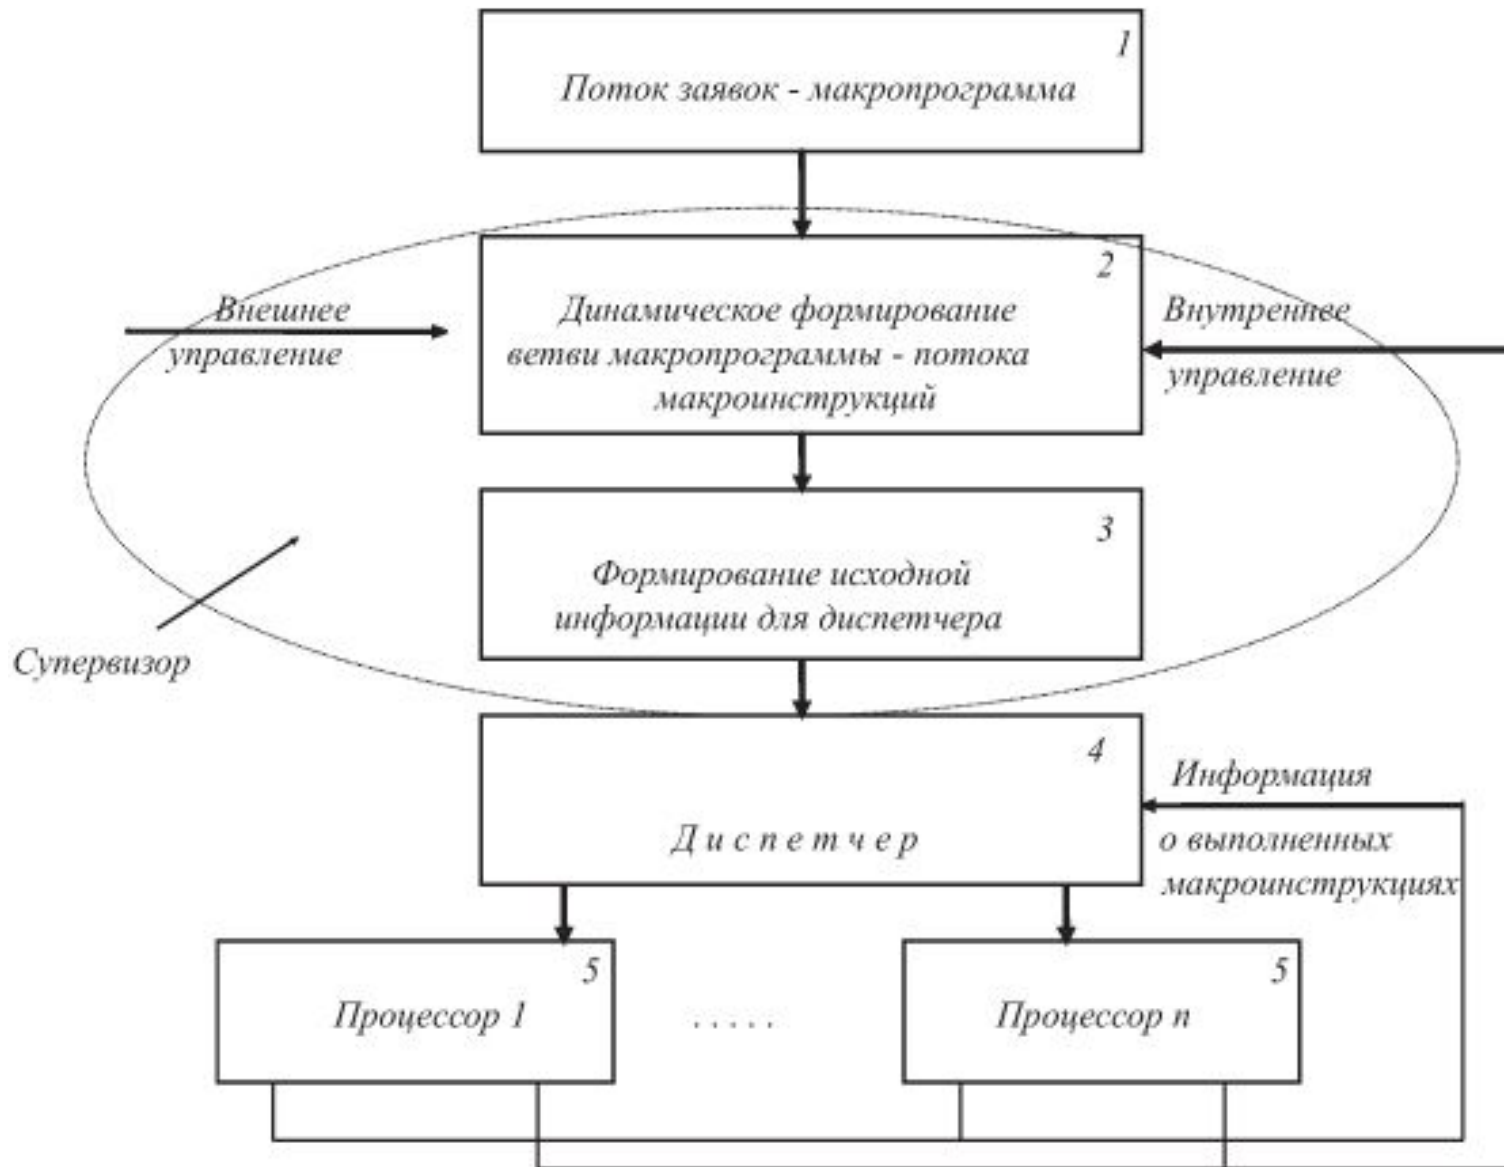 1
Поток заявок - макропрограмма
2
Внешнее
управление
Динамическое формирование
ветви макропрограммы - потока
макроинструкций
Внутреннее
управление
3
Формирование исходной
информации для диспетчера
Супервизор
4
Д и с п е т ч е р
Информация
о выполненных
макроинструкциях
5
Процессор 1
. . . . .
5
Процессор n